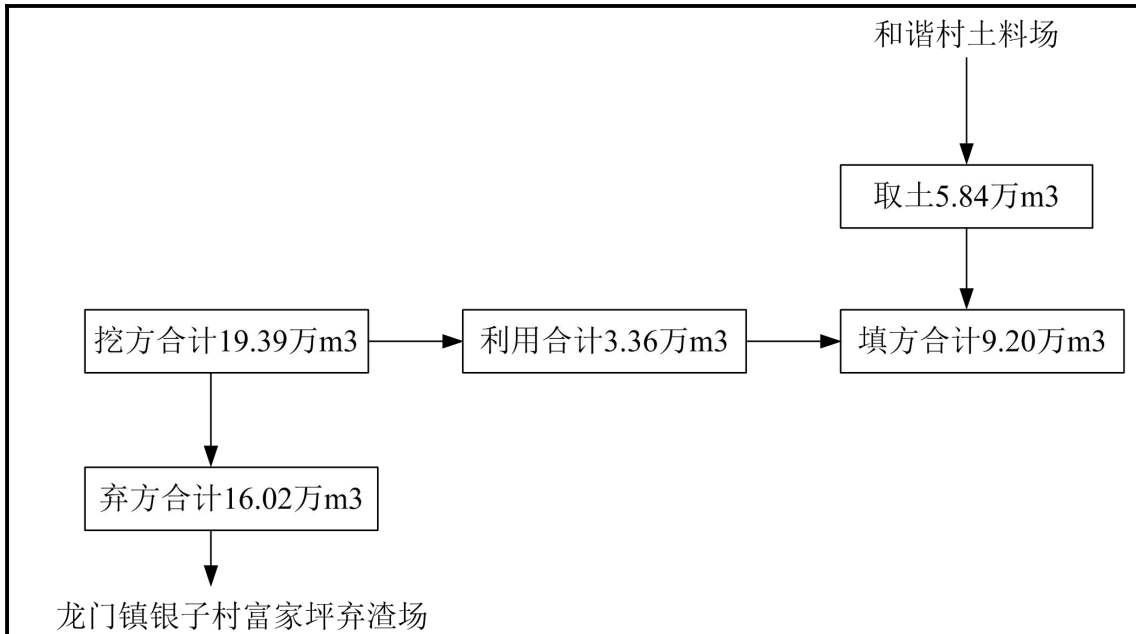 和谐村土料场
取土5.84万m3
挖方合计19.39万m3
利用合计3.36万m3
填方合计9.20万m3
弃方合计16.02万m3
龙门镇银子村富家坪弃渣场